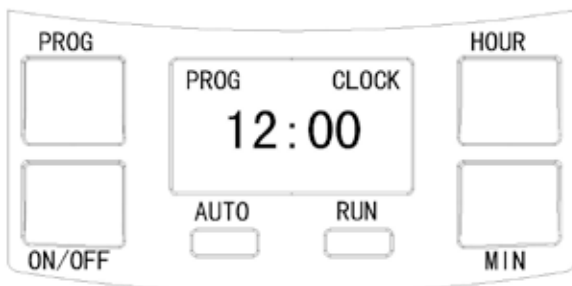 PROG
HOUR
PROG CLOCK
12:00
AUTO RUN
ON/OFF
MIN